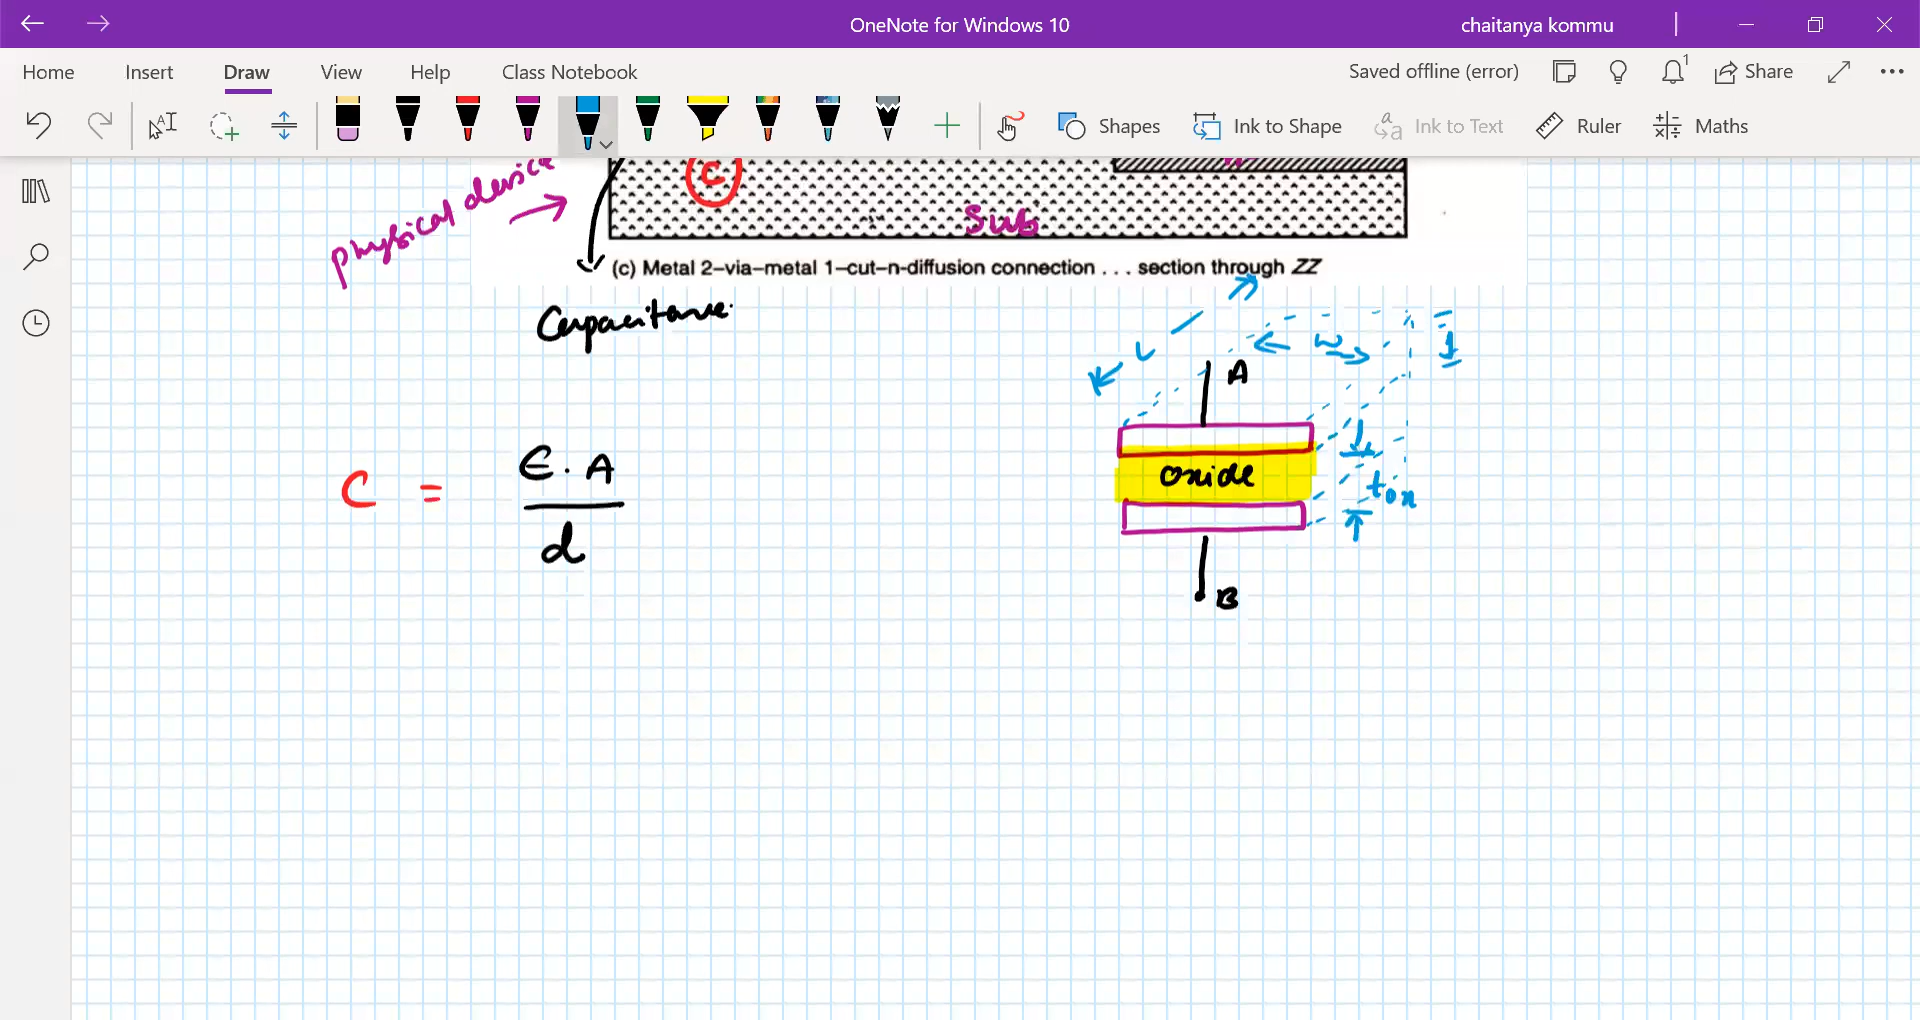 OneNote for Windows 10
chaitanya kommu
Home Insert Draw View Help Class Notebook
Saved offline (error) 1 Share
Shapes Ink to Shape Ink to Text Ruler Maths
physical device
C
Sub
(c) Metal 2–via–metal 1–cut–n–diffusion connection . . . section through ZZ
Capacitance
L
w
A
C = ϵ . A
d
oxide
tox
B